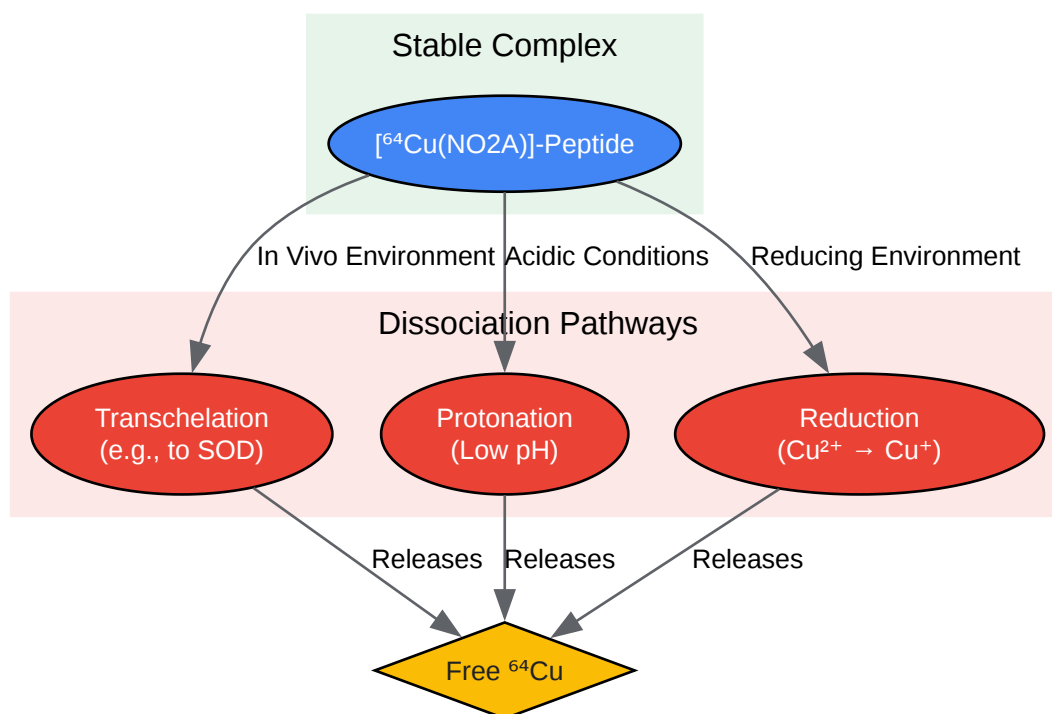 Stable Complex
[⁶⁴Cu(NO2A)]-Peptide
In Vivo Environment
Acidic Conditions
Reducing Environment
Dissociation Pathways
Transchelation
(e.g., to SOD)
Protonation
(Low pH)
Reduction
(Cu²⁺ → Cu⁺)
Releases
Releases
Releases
Free ⁶⁴Cu